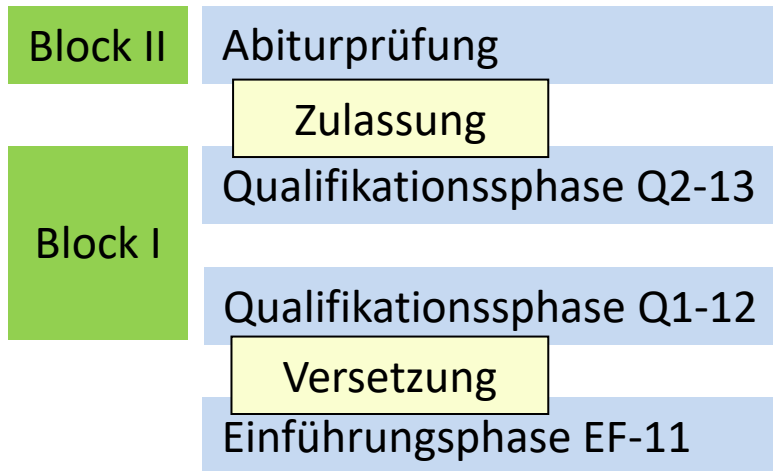 Block II
Abiturprüfung
Zulassung
Qualifikationssphase Q2-13
Block I
Qualifikationssphase Q1-12
Versetzung
Einführungsphase EF-11